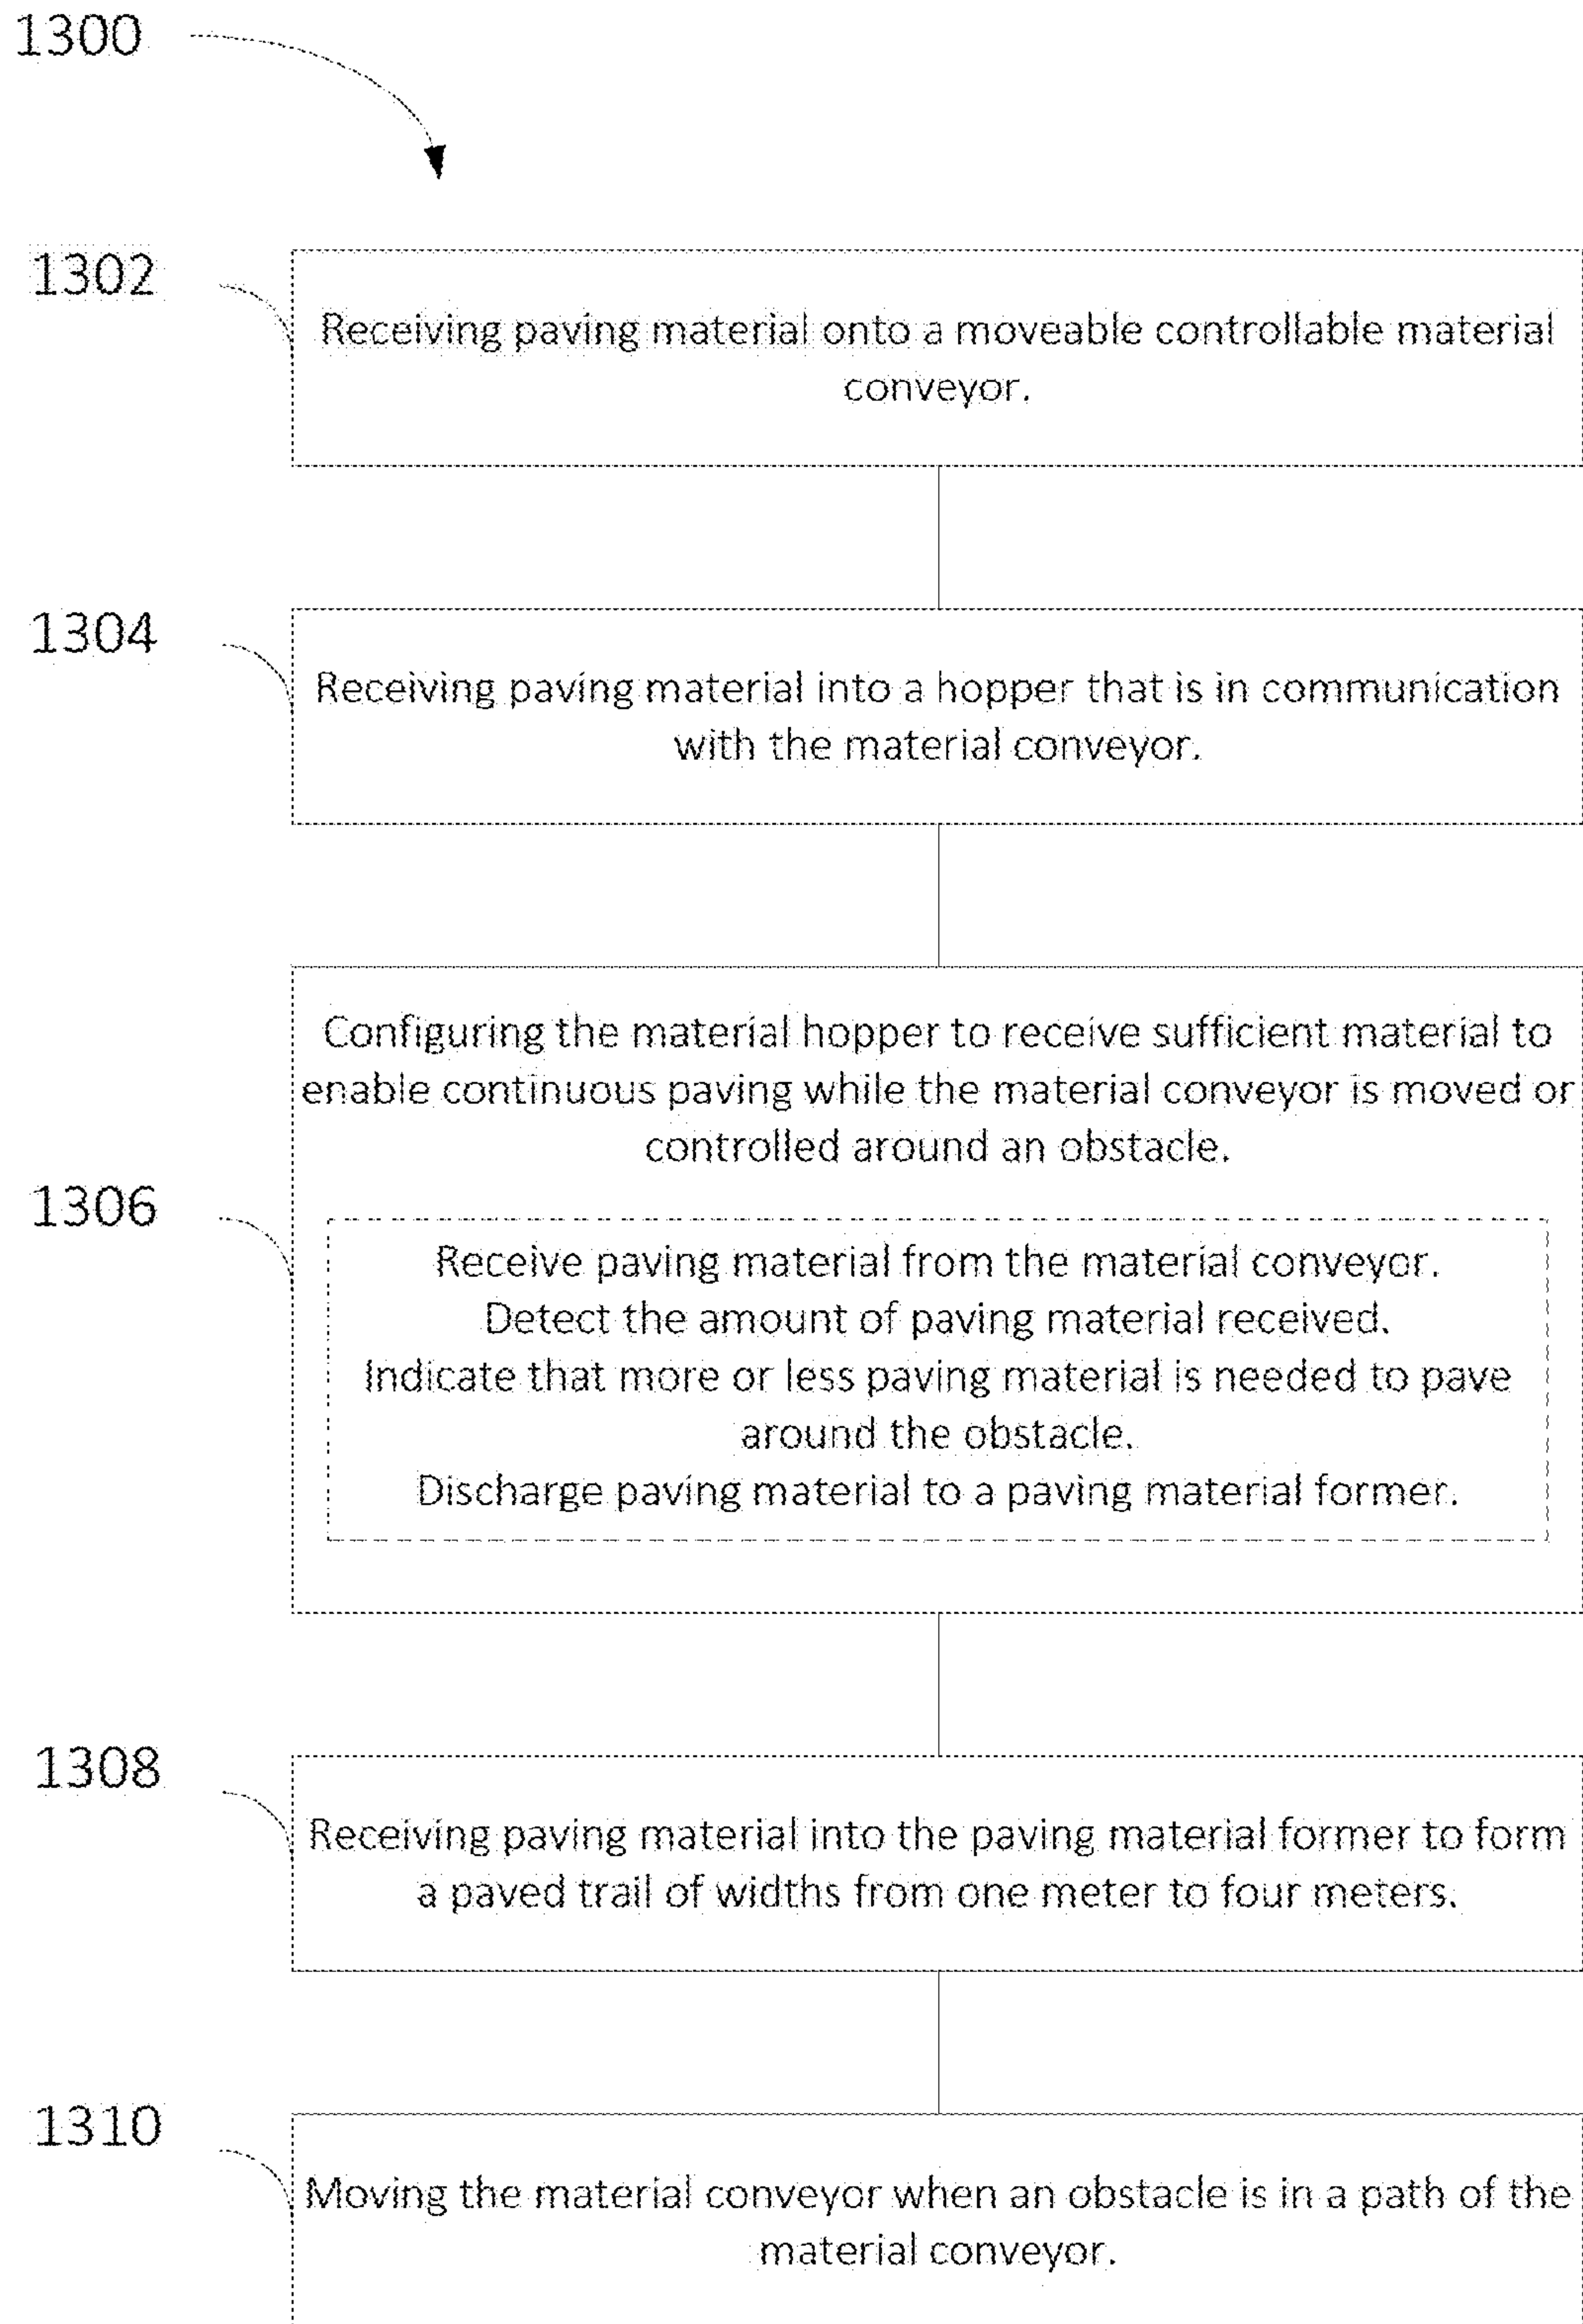 1300
1302
Receiving paving material onto a moveable controllable material
conveyor.
1304
Receiving paving material into a hopper that is in communication
with the material conveyor.
Configuring the material hopper to receive sufficient material to
enable continuous paving while the material conveyor is moved or
controlled around an obstacle.
1306
Receive paving material from the material conveyor.
Detect the amount of paving material received.
Indicate that more or less paving material is needed to pave
around the obstacle.
Discharge paving material to a paving material former.
1308
Receiving paving material into the paving material former to form
a paved trail of widths from one meter to four meters.
1310
Moving the material conveyor when an obstacle is in a path of the
material conveyor.